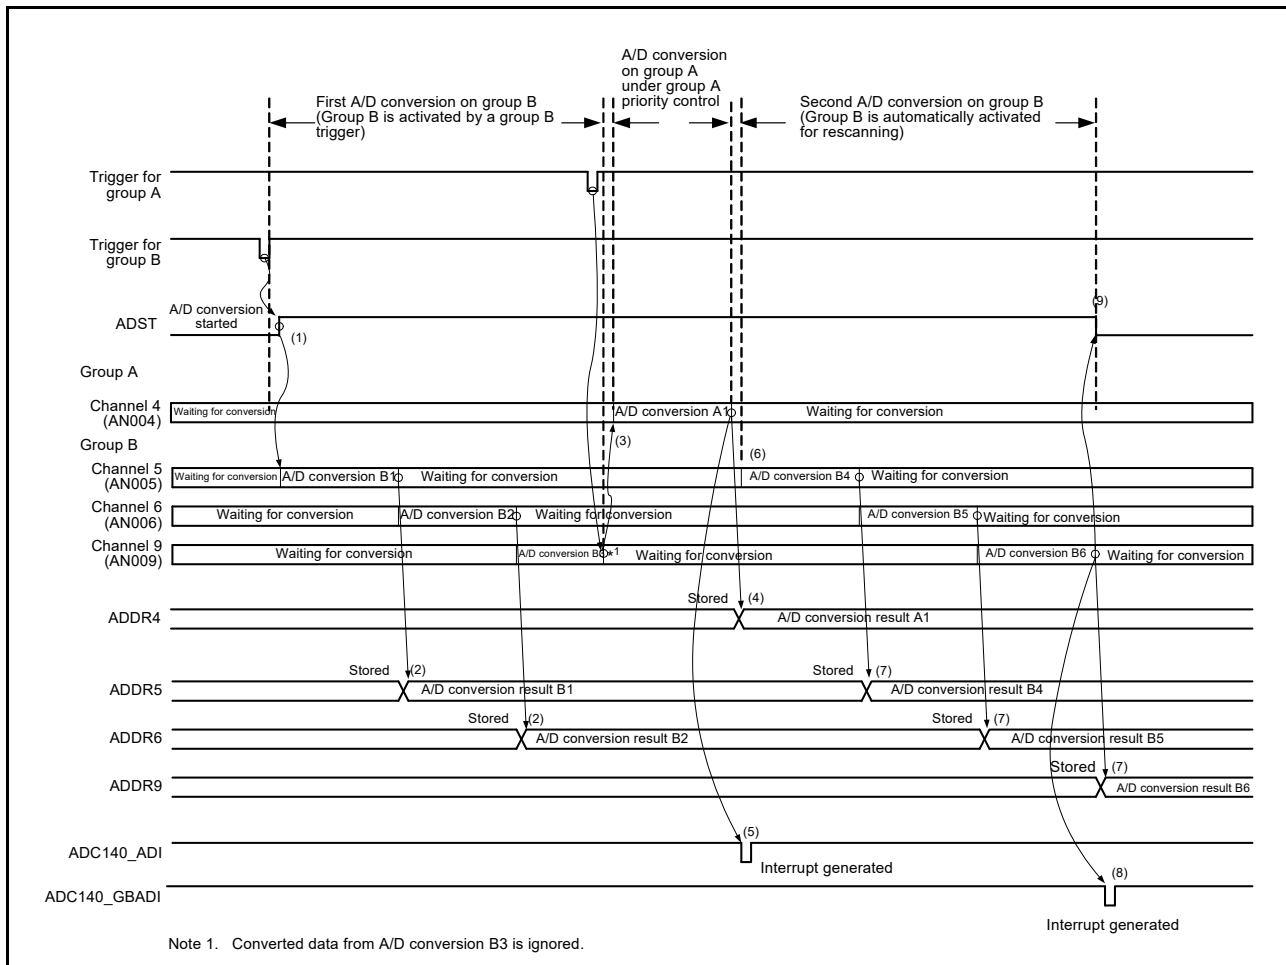 A/D conversion
on group A
under group A
priority control
First A/D conversion on group B
(Group B is activated by a group B
trigger)
Second A/D conversion on group B
(Group B is automatically activated
for rescanning)
Trigger for
group A
Trigger for
group B
A/D conversion
started
ADST
(1)
(9)
Group A
Channel 4
(AN004)
Waiting for conversion
A/D conversion A1
Waiting for conversion
(3)
Group B
(6)
Channel 5
(AN005)
Waiting for conversion
A/D conversion B1
Waiting for conversion
A/D conversion B4
Waiting for conversion
Channel 6
(AN006)
Waiting for conversion
A/D conversion B2
Waiting for conversion
A/D conversion B5
Waiting for conversion
Channel 9
(AN009)
Waiting for conversion
A/D conversion B3 *1
Waiting for conversion
A/D conversion B6
Waiting for conversion
Stored
(4)
ADDR4
A/D conversion result A1
Stored
(2)
Stored
(7)
ADDR5
A/D conversion result B1
A/D conversion result B4
Stored
(2)
Stored
(7)
ADDR6
A/D conversion result B2
A/D conversion result B5
Stored
(7)
ADDR9
A/D conversion result B6
(5)
ADC140_ADI
Interrupt generated
(8)
ADC140_GBADI
Interrupt generated
Note 1. Converted data from A/D conversion B3 is ignored.